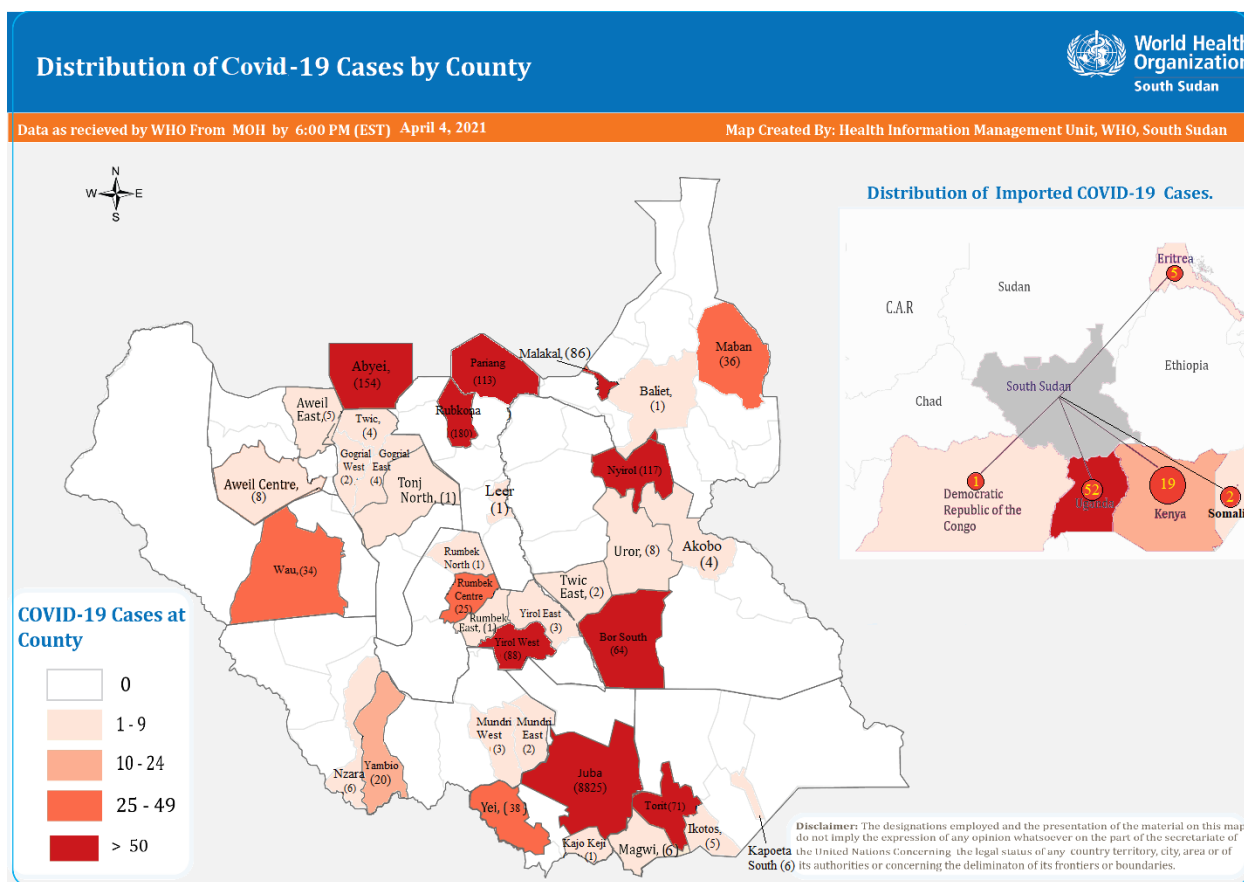 Distribution of Covid-19 Cases by County
World Health
Organization
South Sudan
Data as recieved by WHO From MOH by 6:00 PM (EST) April 4, 2021
Map Created By: Health Information Management Unit, WHO, South Sudan
N
W E
S
Distribution of Imported COVID-19 Cases.
Eritrea
5
Sudan
C.A.R
Ethiopia
South Sudan
Chad
1
Democratic
Republic of the
Congo
52
19
Kenya
2
Somali
Malakal, (86)
Maban
(36)
Abyei,
(154)
Pariang
(113)
Baliet,
(1)
Rubkona
(180)
Aweil
East, (5)
Twic,
(4)
Gogrial
West
(2)
Gogrial
East
(4)
Nyirol (117)
Aweil Centre,
(8)
Tonj
North, (1)
Leer
(1)
Uror, (8)
Akobo
(4)
Wau, (34)
Rumbek
North (1)
Rumbek
Centre
(25)
Twic
East, (2)
Rumbek
East, (1)
Yirol East
(3)
Yirol West
(88)
Bor South
(64)
Mundri
West
(3)
Mundri
East
(2)
Nzara
(6)
Yambio
(20)
Juba
(8825)
Yei, ( 38)
Torit (71)
Kajo Keji
(1)
Magwi, (6)
Ikotos,
(5)
Kapoeta
South (6)
COVID-19 Cases at
County
0
1 - 9
10 - 24
25 - 49
> 50
Disclaimer: The designations employed and the presentation of the material on this map
do not imply the expression of any opinion whatsoever on the part of the secretariate of
the United Nations Concerning the legal status of any country territory, city, area or of
its authorities or concerning the deliminaton of its frontiers or boundaries.